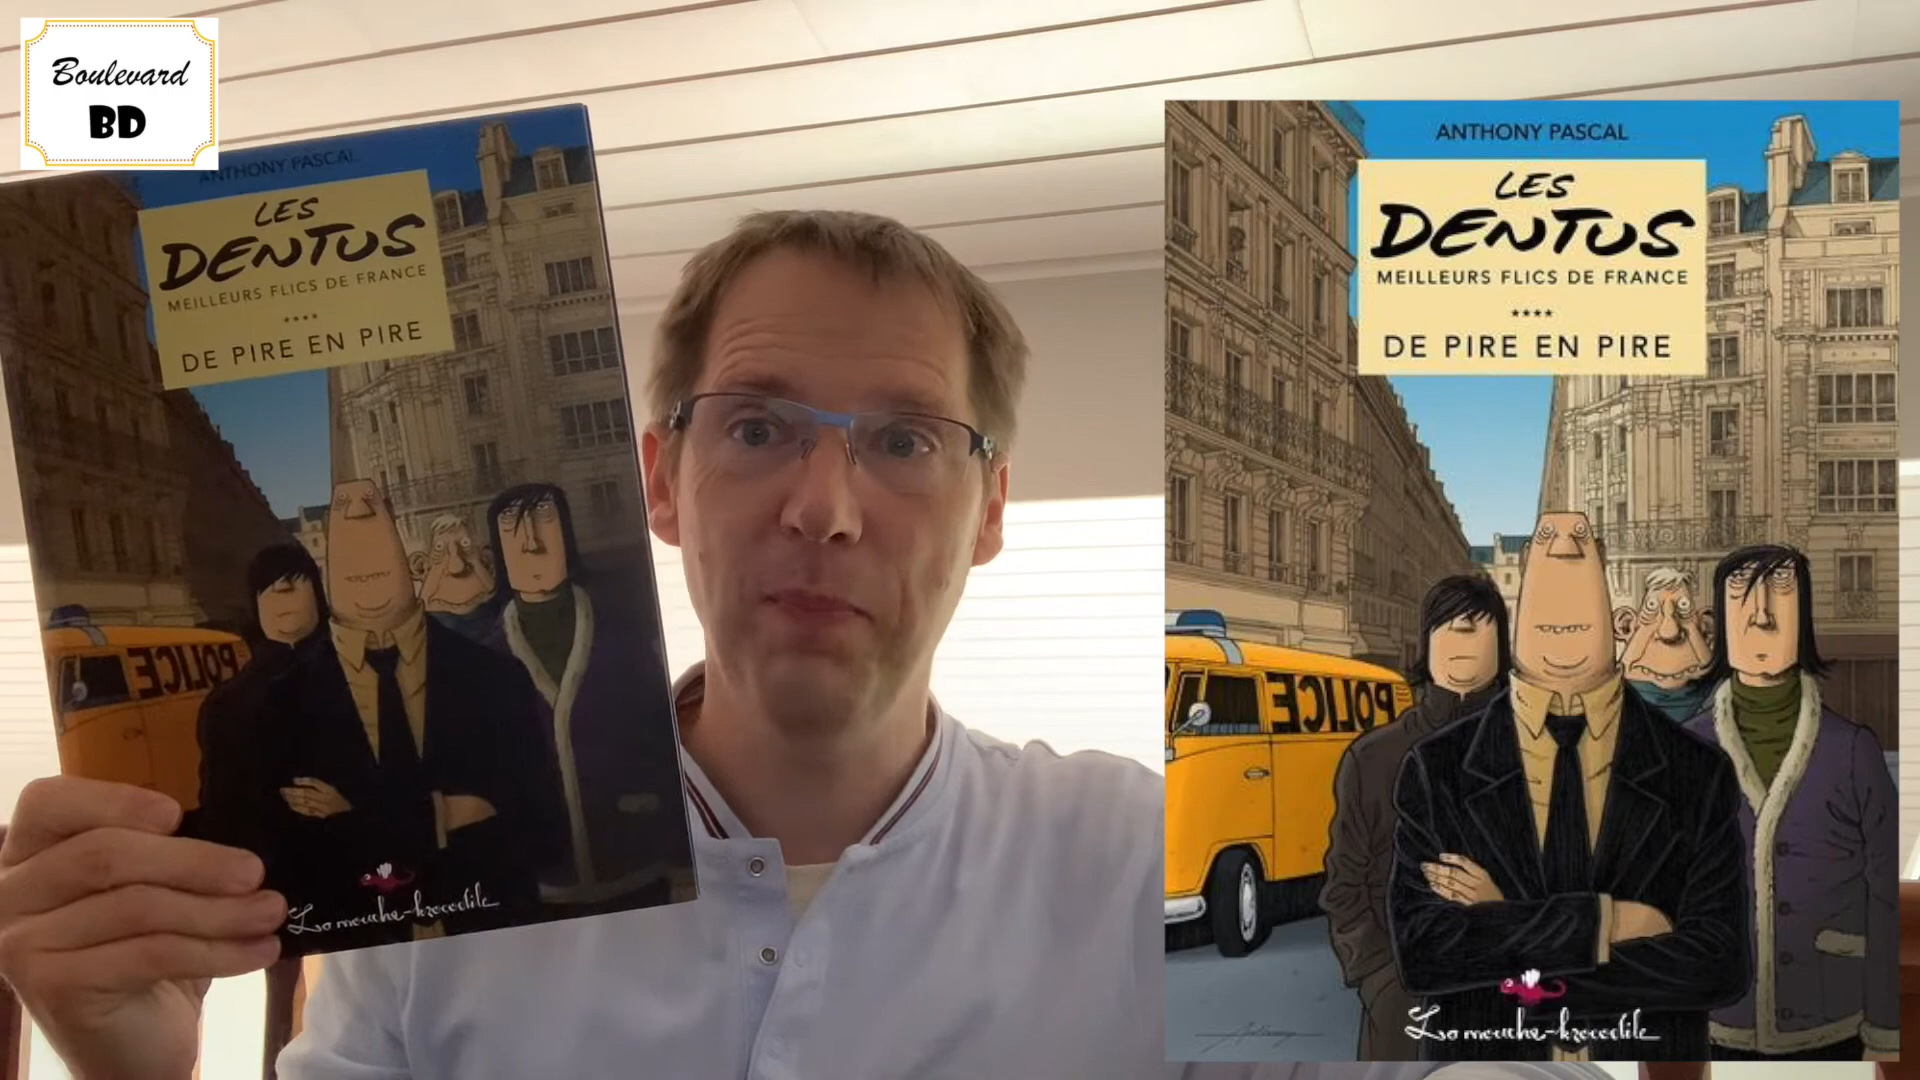 Boulevard
BD
ANTHONY PASCAL
LES
DENTUS
MEILLEURS FLICS DE FRANCE
****
DE PIRE EN PIRE
POLICE
La mouche-krocodile
ANTHONY PASCAL
LES
DENTUS
MEILLEURS FLICS DE FRANCE
****
DE PIRE EN PIRE
POLICE
La mouche-krocodile